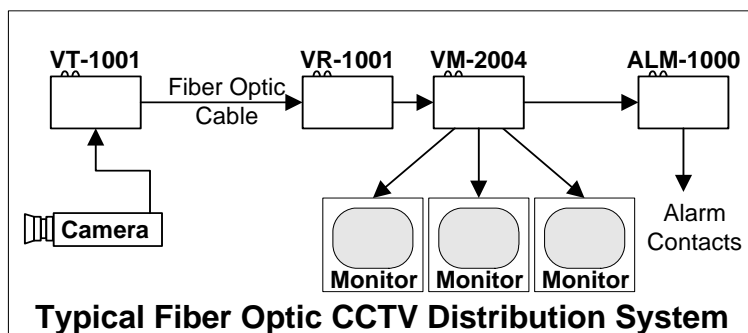 VT-1001
VR-1001
VM-2004
ALM-1000
Fiber Optic
Cable
Camera
Monitor
Monitor
Monitor
Alarm
Contacts
Typical Fiber Optic CCTV Distribution System